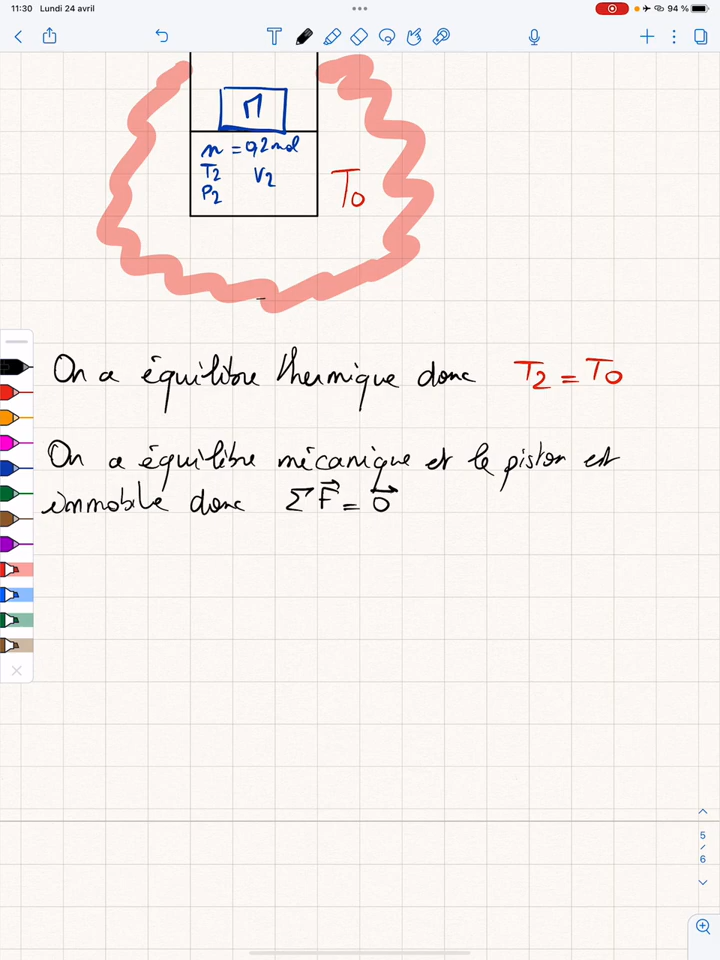 11:30 Lundi 24 avril
94 %
M
n = 0,2 mol
T2 V2
P2
T0
On a équilibre thermique donc T2 = T0
On a équilibre mécanique et le piston est
immobile donc Σ F⃗ = 0⃗
5
/
6